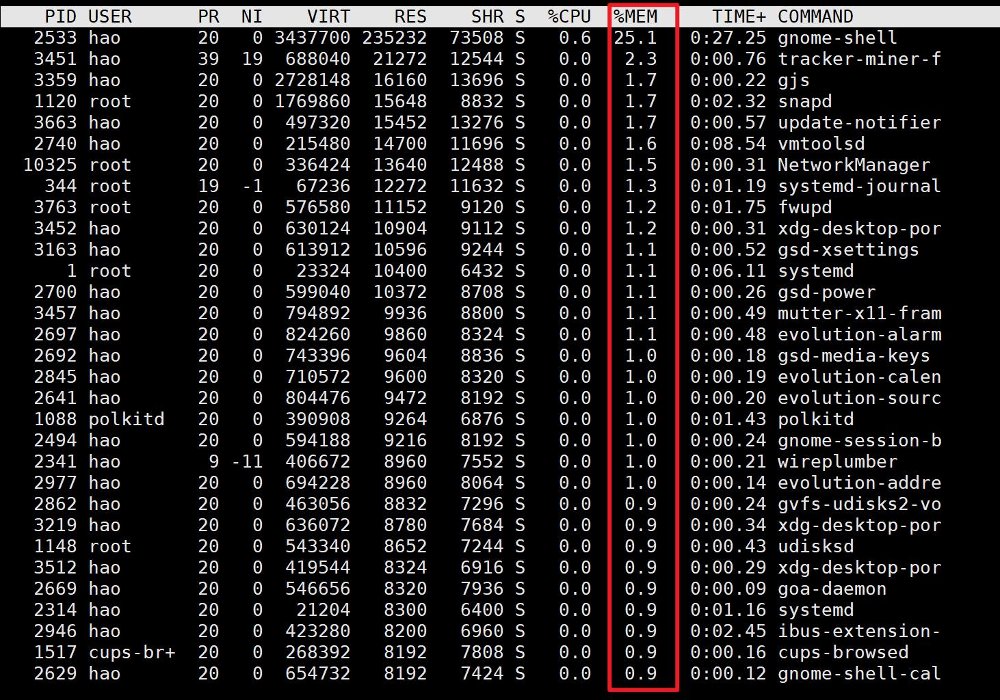 PID USER PR NI VIRT RES SHR S %CPU %MEM TIME+ COMMAND
2533 hao 20 0 3437700 235232 73508 S 0.6 25.1 0:27.25 gnome-shell
3451 hao 39 19 688040 21272 12544 S 0.0 2.3 0:00.76 tracker-miner-f
3359 hao 20 0 2728148 16160 13696 S 0.0 1.7 0:00.22 gjs
1120 root 20 0 1769860 15648 8832 S 0.0 1.7 0:02.32 snapd
3663 hao 20 0 497320 15452 13276 S 0.0 1.7 0:00.57 update-notifier
2740 hao 20 0 215480 14700 11696 S 0.0 1.6 0:08.54 vmtoolsd
10325 root 20 0 336424 13640 12488 S 0.0 1.5 0:00.31 NetworkManager
344 root 19 -1 67236 12272 11632 S 0.0 1.3 0:01.19 systemd-journal
3763 root 20 0 576580 11152 9120 S 0.0 1.2 0:01.75 fwupd
3452 hao 20 0 630124 10904 9112 S 0.0 1.2 0:00.31 xdg-desktop-por
3163 hao 20 0 613912 10596 9244 S 0.0 1.1 0:00.52 gsd-xsettings
1 root 20 0 23324 10400 6432 S 0.0 1.1 0:06.11 systemd
2700 hao 20 0 599040 10372 8708 S 0.0 1.1 0:00.26 gsd-power
3457 hao 20 0 794892 9936 8800 S 0.0 1.1 0:00.49 mutter-x11-fram
2697 hao 20 0 824260 9860 8324 S 0.0 1.1 0:00.48 evolution-alarm
2692 hao 20 0 743396 9604 8836 S 0.0 1.0 0:00.18 gsd-media-keys
2845 hao 20 0 710572 9600 8320 S 0.0 1.0 0:00.19 evolution-calen
2641 hao 20 0 804476 9472 8192 S 0.0 1.0 0:00.20 evolution-sourc
1088 polkitd 20 0 390908 9264 6876 S 0.0 1.0 0:01.43 polkitd
2494 hao 20 0 594188 9216 8192 S 0.0 1.0 0:00.24 gnome-session-b
2341 hao 9 -11 406672 8960 7552 S 0.0 1.0 0:00.21 wireplumber
2977 hao 20 0 694228 8960 8064 S 0.0 1.0 0:00.14 evolution-addre
2862 hao 20 0 463056 8832 7296 S 0.0 0.9 0:00.24 gvfs-udisks2-vo
3219 hao 20 0 636072 8780 7684 S 0.0 0.9 0:00.34 xdg-desktop-por
1148 root 20 0 543340 8652 7244 S 0.0 0.9 0:00.43 udisksd
3512 hao 20 0 419544 8324 6916 S 0.0 0.9 0:00.29 xdg-desktop-por
2669 hao 20 0 546656 8320 7936 S 0.0 0.9 0:00.09 goa-daemon
2314 hao 20 0 21204 8300 6400 S 0.0 0.9 0:01.16 systemd
2946 hao 20 0 423280 8200 6960 S 0.0 0.9 0:02.45 ibus-extension-
1517 cups-br+ 20 0 268392 8192 7808 S 0.0 0.9 0:00.16 cups-browsed
2629 hao 20 0 654732 8192 7424 S 0.0 0.9 0:00.12 gnome-shell-cal